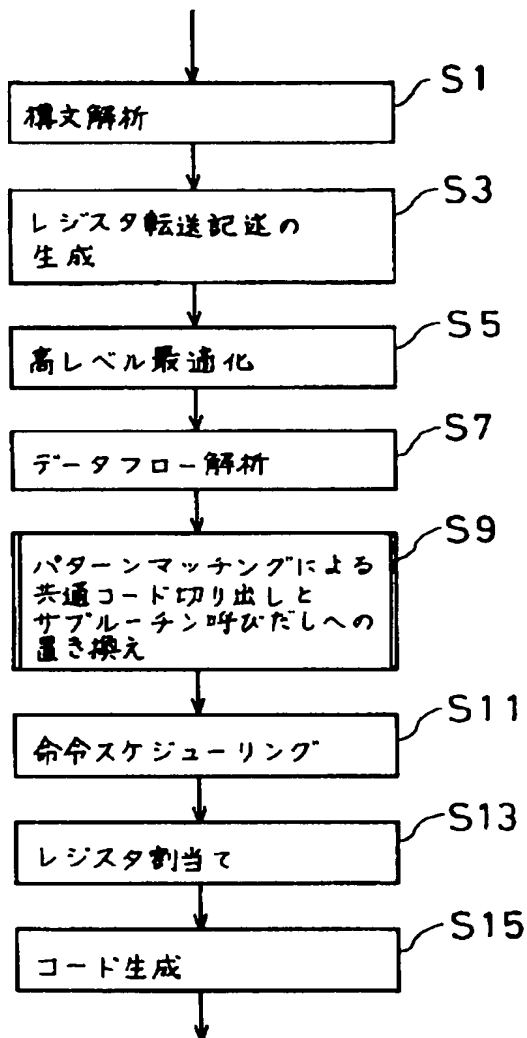 S1
構文解析
S3
レジスタ転送記述の
生成
S5
高レベル最適化
S7
データフロー解析
S9
パターンマッチングによる
共通コード切り出しと
サブルーチン呼びだしへの
置き換え
S11
命令スケジューリング
S13
レジスタ割当て
S15
コード生成